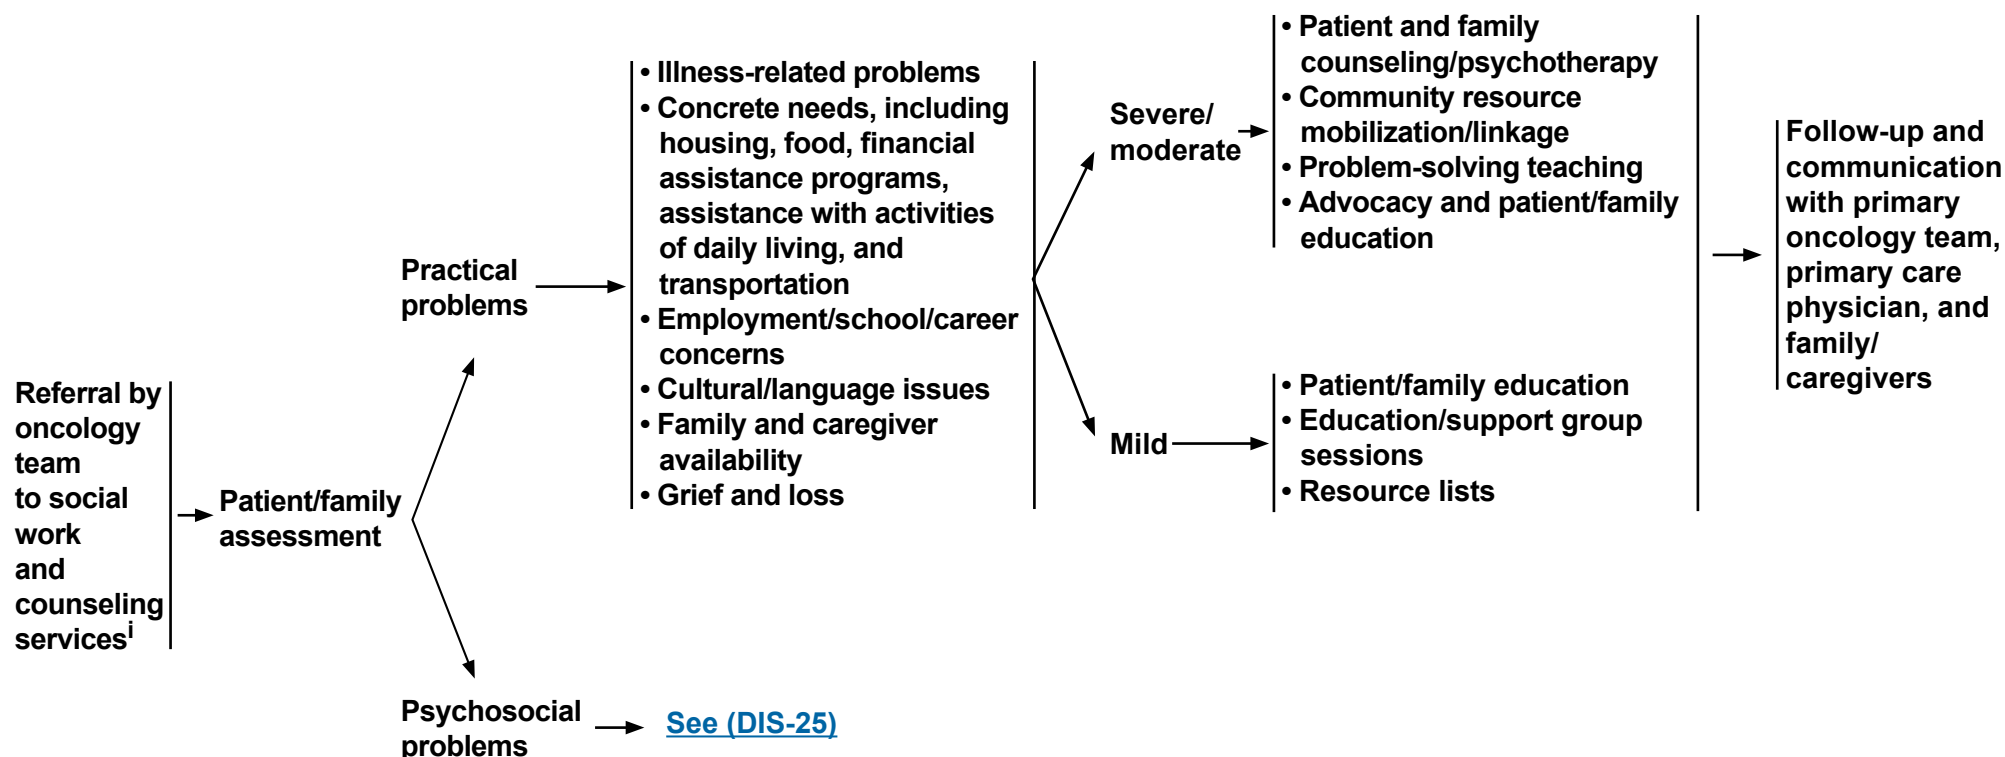 Referral by
oncology
team
to social
work
and
counseling
servicesⁱ
Patient/family
assessment
Practical
problems
• Illness-related problems
• Concrete needs, including
housing, food, financial
assistance programs,
assistance with activities
of daily living, and
transportation
• Employment/school/career
concerns
• Cultural/language issues
• Family and caregiver
availability
• Grief and loss
Severe/
moderate
• Patient and family
counseling/psychotherapy
• Community resource
mobilization/linkage
• Problem-solving teaching
• Advocacy and patient/family
education
Mild
• Patient/family education
• Education/support group
sessions
• Resource lists
Follow-up and
communication
with primary
oncology team,
primary care
physician, and
family/
caregivers
Psychosocial
problems
See (DIS-25)